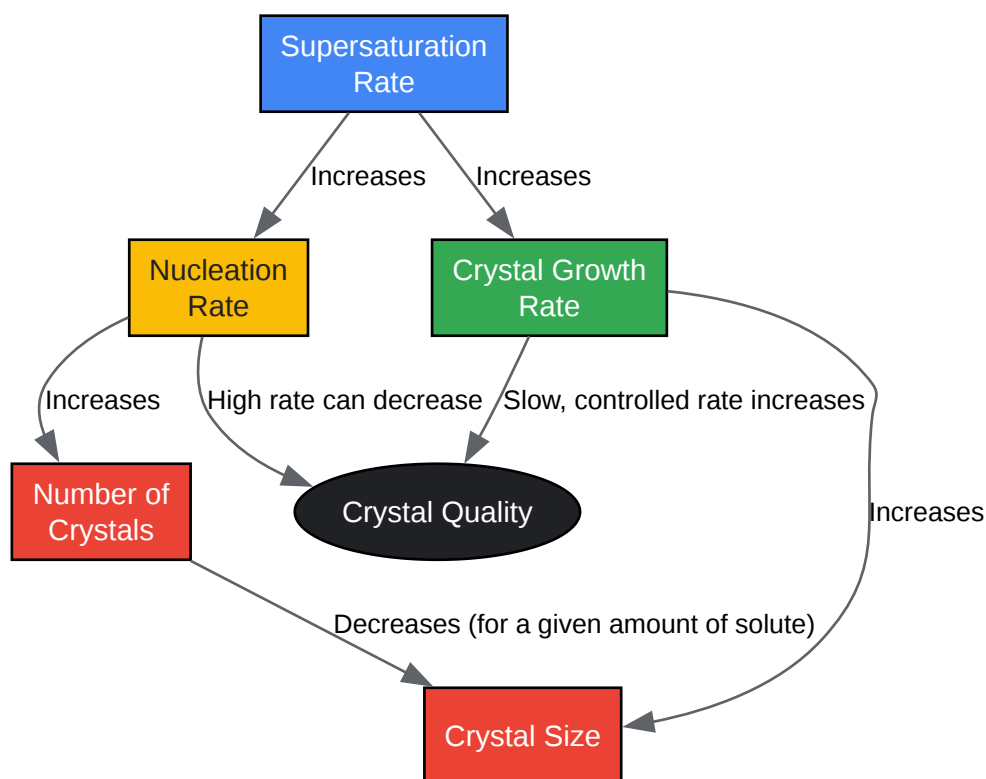 Supersaturation
Rate
Increases
Increases
Nucleation
Rate
Crystal Growth
Rate
Increases
High rate can decrease
Slow, controlled rate increases
Number of
Crystals
Crystal Quality
Increases
Decreases (for a given amount of solute)
Crystal Size